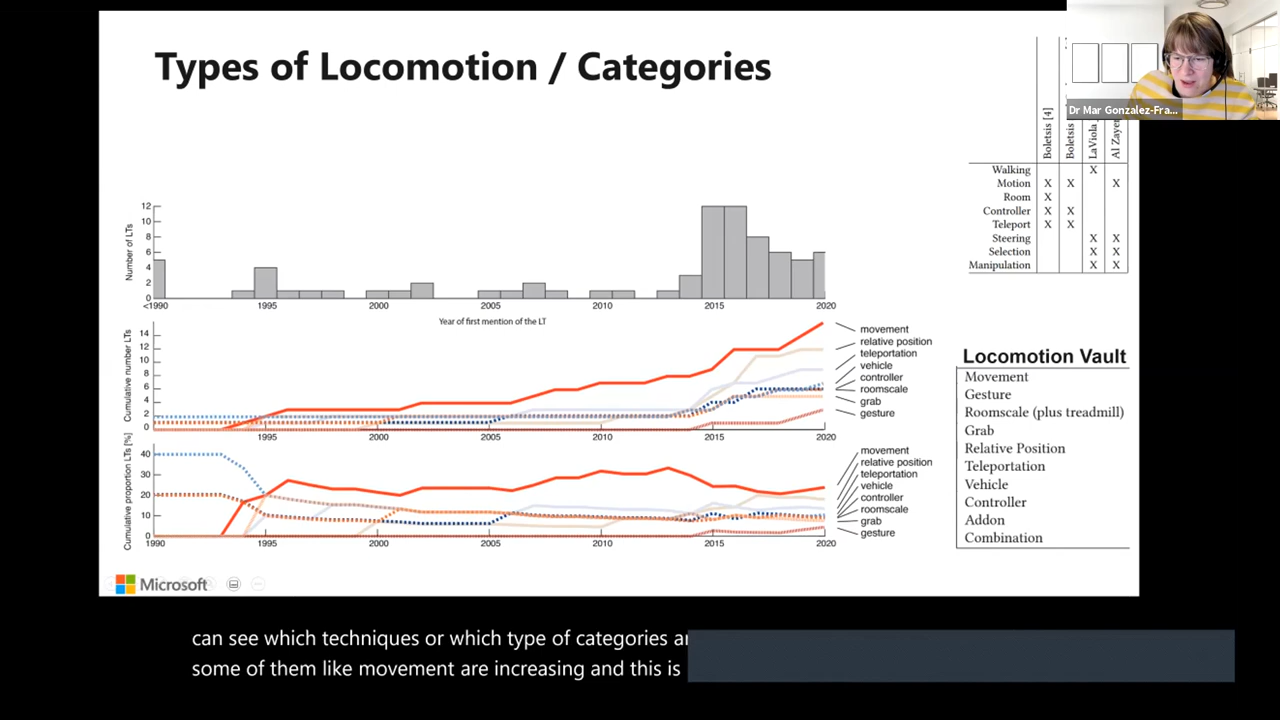 Types of Locomotion / Categories
Dr Mar Gonzalez-Fra...
Boletsis [4]
Boletsis
LaViola
Al Zayer
Walking X
Motion X X X
Room X
Controller X X
Teleport X X
Steering X X
Selection X X
Manipulation X X
Number of LTs
12
10
8
6
4
2
0
<1990 1995 2000 2005 2010 2015 2020
Year of first mention of the LT
Cumulative number LTs
14
12
10
8
6
4
2
0
1995 2000 2005 2010 2015 2020
movement
relative position
teleportation
vehicle
controller
roomscale
grab
gesture
Cumulative proportion LTs [%]
40
30
20
10
0
1990 1995 2000 2005 2010 2015 2020
movement
relative position
teleportation
vehicle
controller
roomscale
grab
gesture
Locomotion Vault
Movement
Gesture
Roomscale (plus treadmill)
Grab
Relative Position
Teleportation
Vehicle
Controller
Addon
Combination
Microsoft
can see which techniques or which type of categories
some of them like movement are increasing and this is